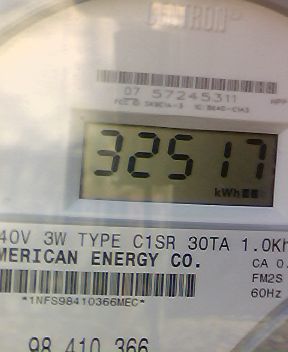 CENTRON
07 57245311
32517
kWh
40V 3W TYPE C1SR 30TA 1.0Kh
MERICAN ENERGY CO.
CA 0.
FM2S
*1NFS98410366MEC*
60Hz
98 410 366